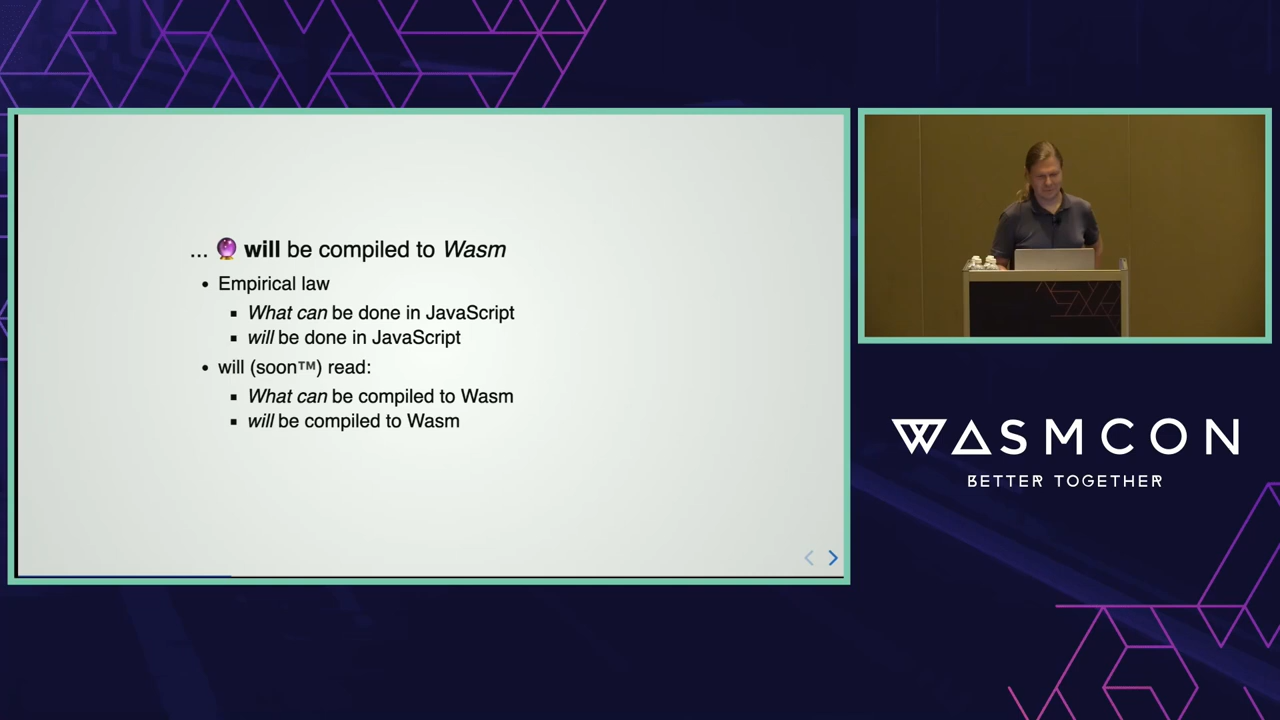 ... 🔮 will be compiled to Wasm
• Empirical law
▪ What can be done in JavaScript
▪ will be done in JavaScript
• will (soon™) read:
▪ What can be compiled to Wasm
▪ will be compiled to Wasm
WASMCON
BETTER TOGETHER